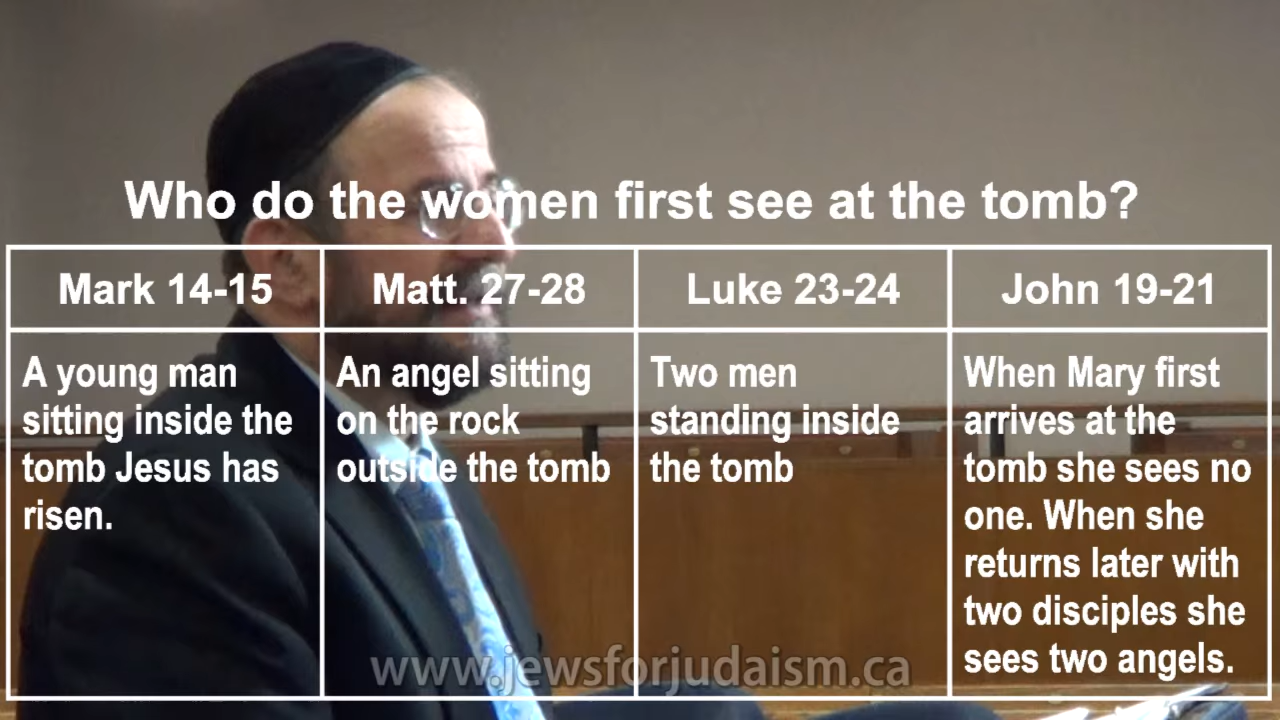 Who do the women first see at the tomb?
Mark 14-15
Matt. 27-28
Luke 23-24
John 19-21
A young man
sitting inside the
tomb Jesus has
risen.
An angel sitting
on the rock
outside the tomb
Two men
standing inside
the tomb
When Mary first
arrives at the
tomb she sees no
one. When she
returns later with
two disciples she
sees two angels.
www.jewsforjudaism.ca